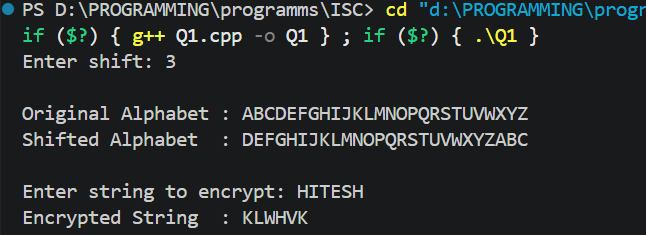 PS D:\PROGRAMMING\programms\ISC> cd "d:\PROGRAMMING\progr
if ($?) { g++ Q1.cpp -o Q1 } ; if ($?) { .\Q1 }
Enter shift: 3
Original Alphabet : ABCDEFGHIJKLMNOPQRSTUVWXYZ
Shifted Alphabet  : DEFGHIJKLMNOPQRSTUVWXYZABC
Enter string to encrypt: HITESH
Encrypted String  : KLWHVK